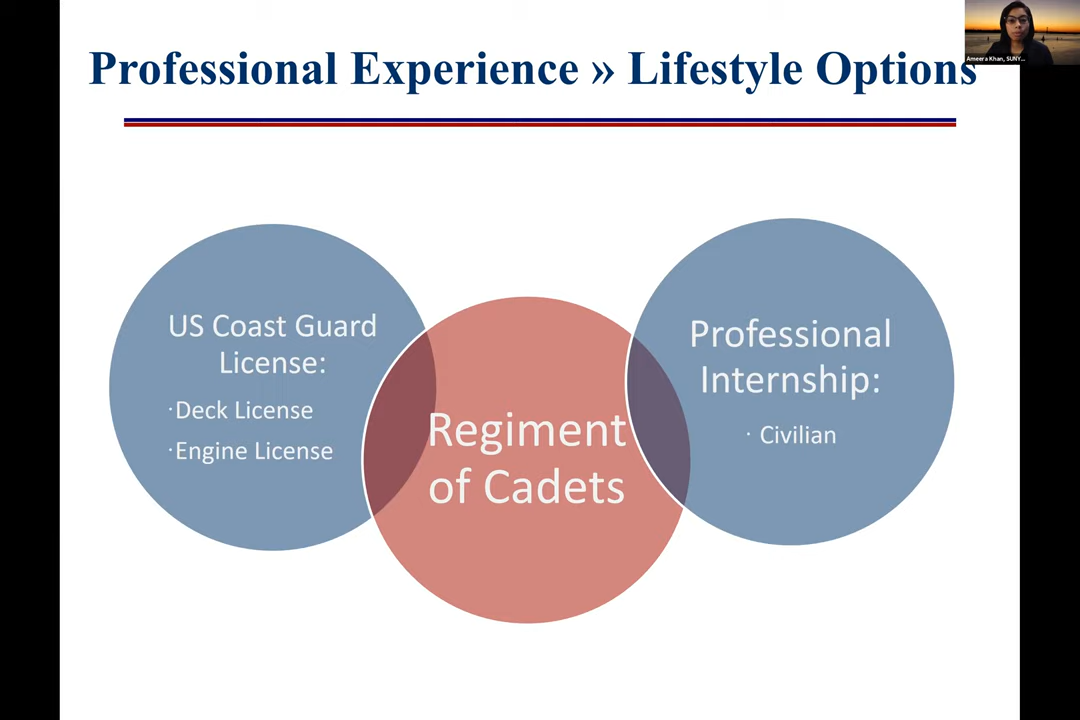 Professional Experience » Lifestyle Options
Ameera Khan, SUNY...
US Coast Guard
License:
·Deck License
·Engine License
Regiment
of Cadets
Professional
Internship:
· Civilian